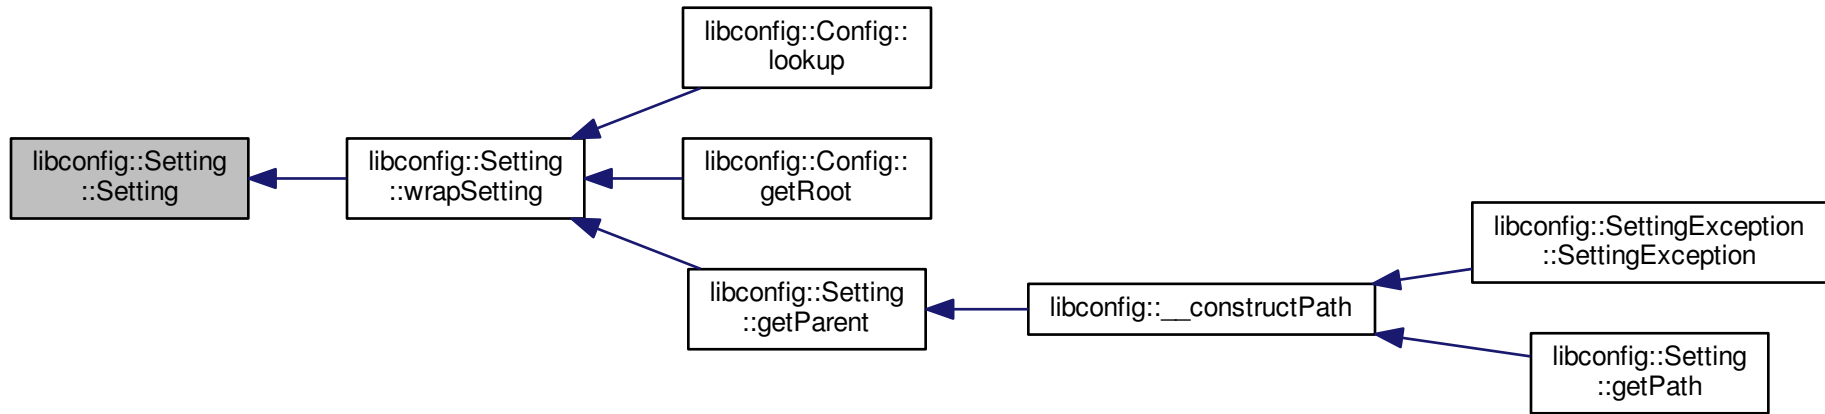 libconfig::Setting
::Setting
libconfig::Setting
::wrapSetting
libconfig::Config::
lookup
libconfig::Config::
getRoot
libconfig::Setting
::getParent
libconfig::__constructPath
libconfig::SettingException
::SettingException
libconfig::Setting
::getPath